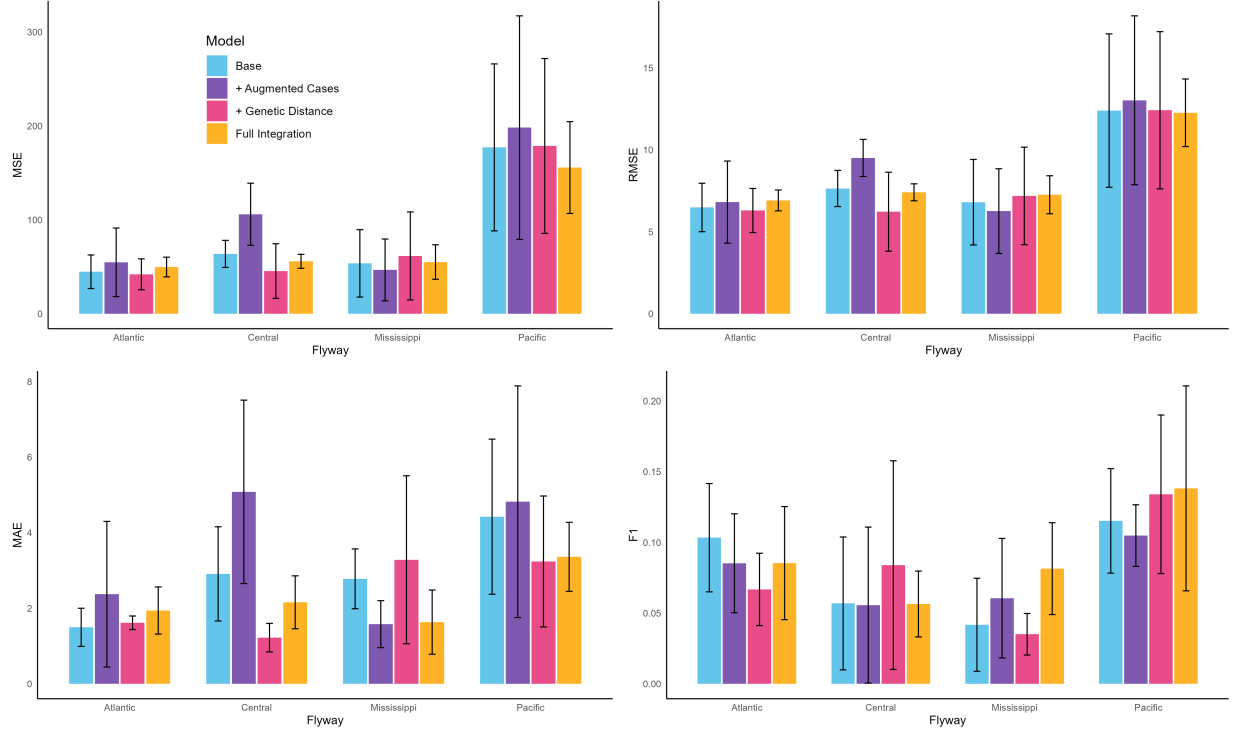 MSE
300
200
100
0
Model
Base
+ Augmented Cases
+ Genetic Distance
Full Integration
Atlantic Central Mississippi Pacific
Flyway
RMSE
15
10
5
0
Atlantic Central Mississippi Pacific
Flyway
MAE
8
6
4
2
0
Atlantic Central Mississippi Pacific
Flyway
F1
0.20
0.15
0.10
0.05
0.00
Atlantic Central Mississippi Pacific
Flyway